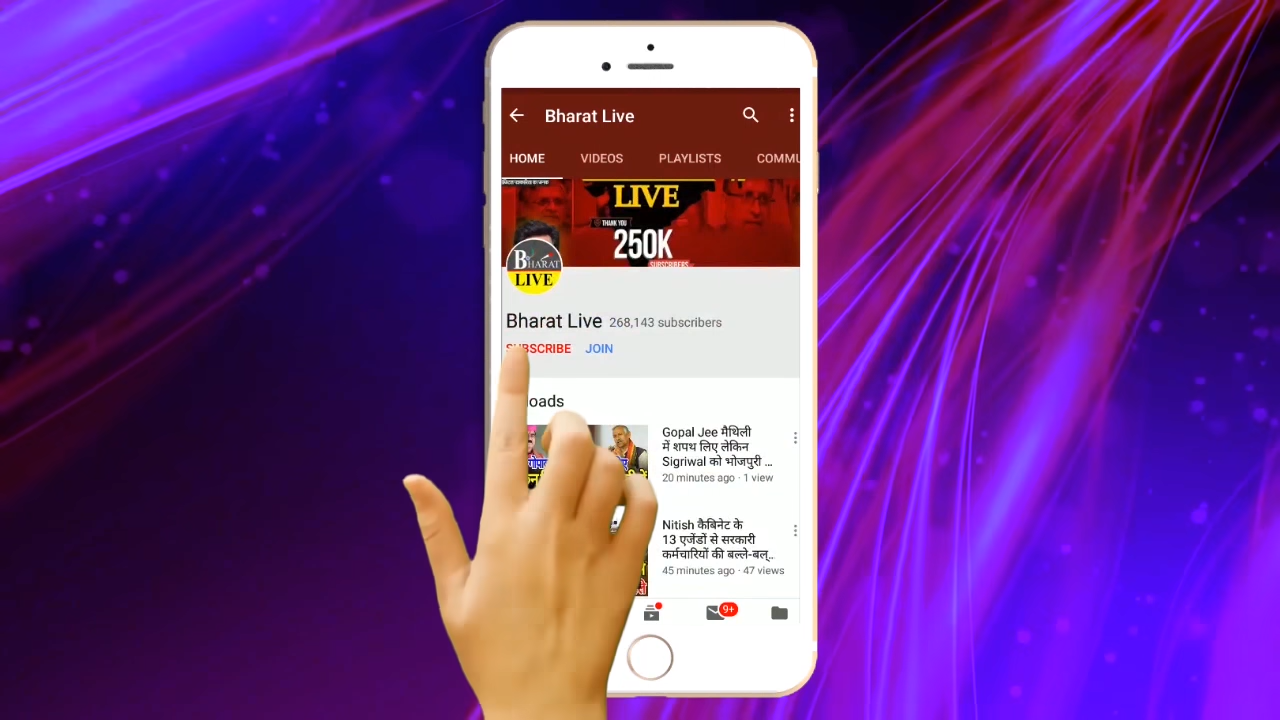 Bharat Live
HOME VIDEOS PLAYLISTS COMMU
LIVE
THANK YOU
250K
SUBSCRIBERS
BHARAT
LIVE
Bharat Live 268,143 subscribers
SUBSCRIBE JOIN
oads
Gopal Jee मैथिली
में शपथ लिए लेकिन
Sigriwal को भोजपुरी ...
20 minutes ago · 1 view
Nitish कैबिनेट के
13 एजेंडों से सरकारी
कर्मचारियों की बल्ले-बल्..
45 minutes ago · 47 views
9+